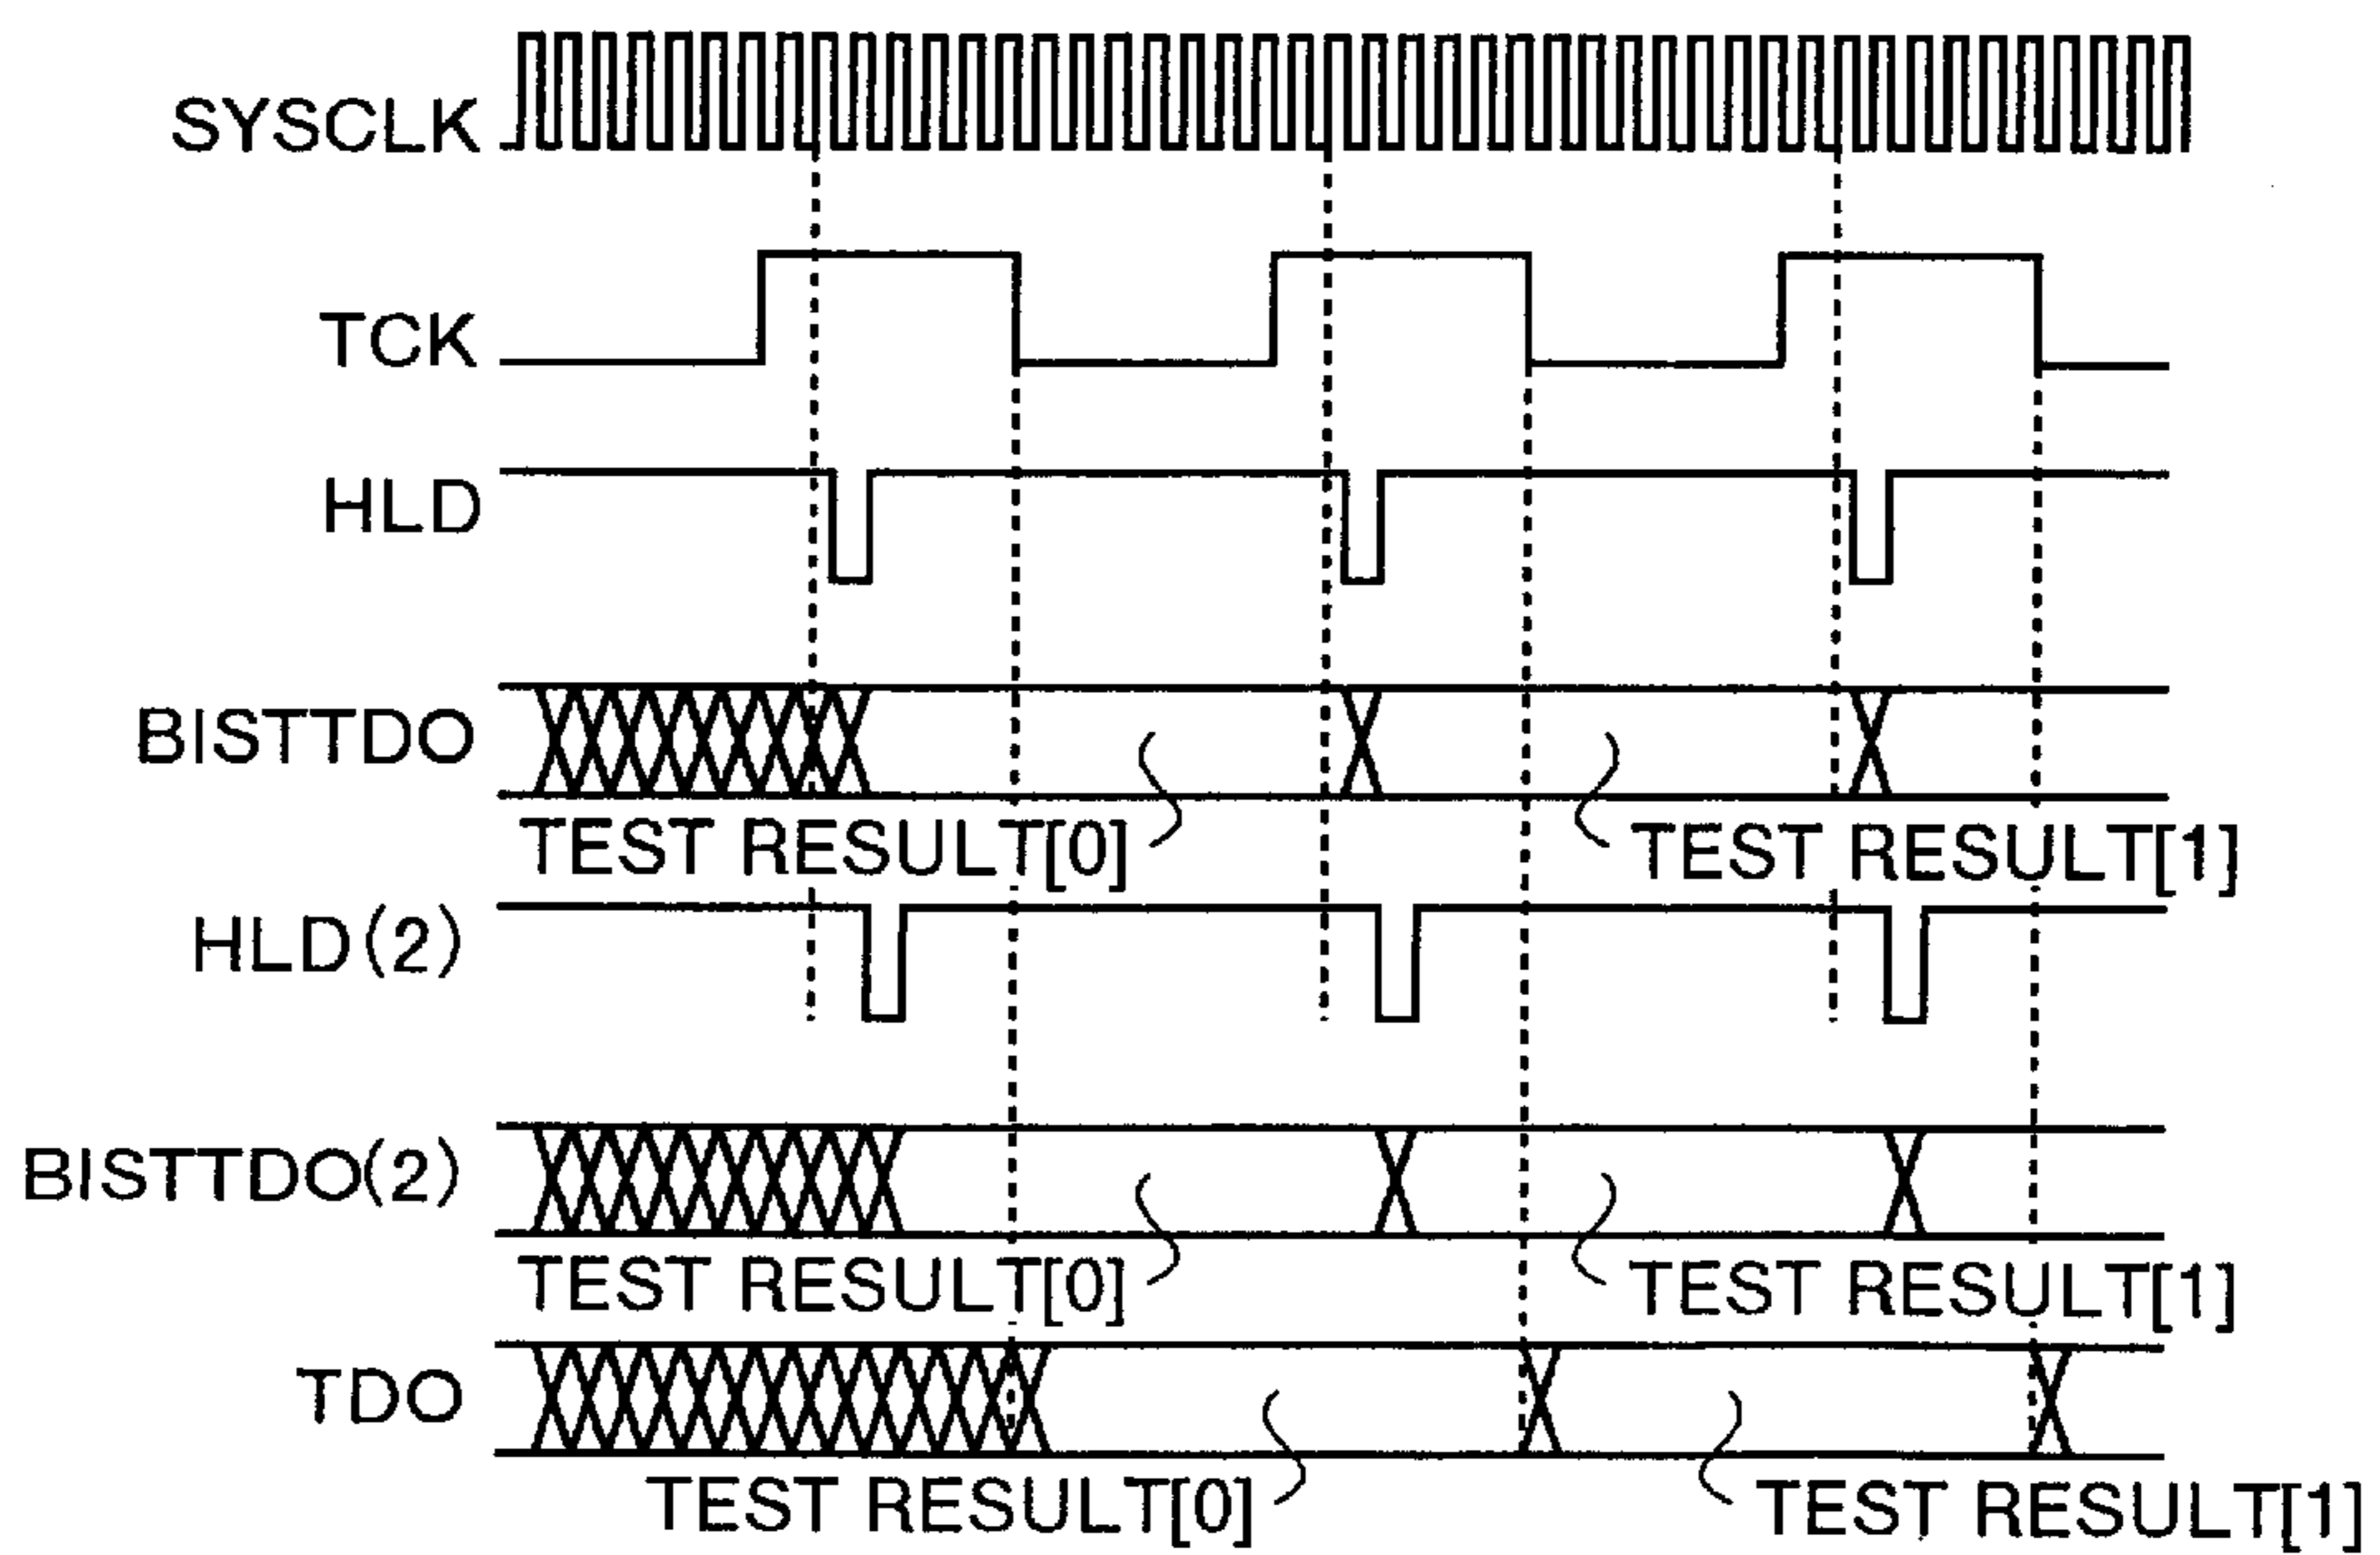 SYSCLK
TCK
HLD
BISTTDO
TEST RESULT[0] TEST RESULT[1]
HLD(2)
BISTTDO(2)
TEST RESULT[0] TEST RESULT[1]
TDO
TEST RESULT[0] TEST RESULT[1]